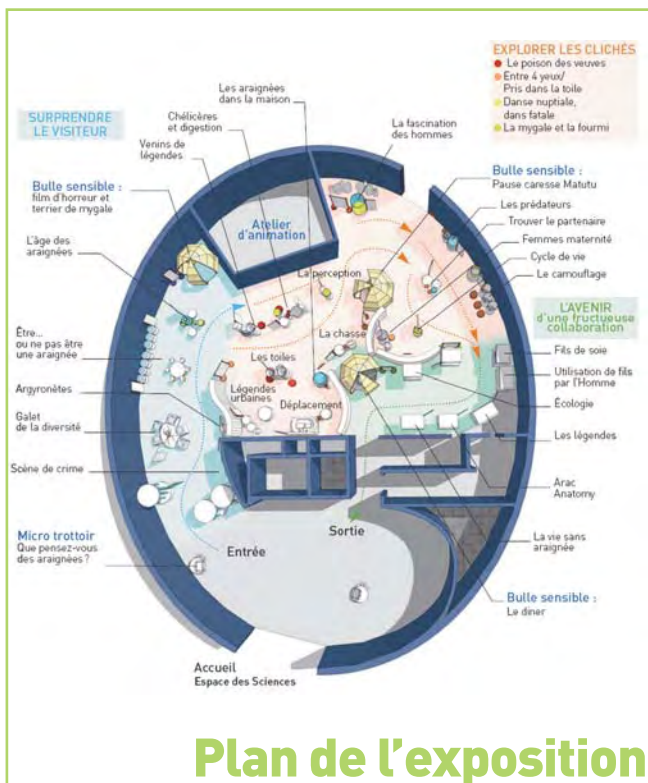 EXPLORER LES CLICHÉS
Le poison des veuves
Entre 4 yeux/
Pris dans la toile
Danse nuptiale,
dans fatale
La mygale et la fourmi
Les araignées
dans la maison
SURPRENDRE
LE VISITEUR
Chélicères
et digestion
La fascination
des hommes
Venins de
légendes
Bulle sensible :
film d'horreur et
terrier de mygale
Bulle sensible :
Pause caresse Matutu
Atelier
d'animation
Les prédateurs
Trouver le partenaire
L'âge des
araignées
Femmes maternité
Cycle de vie
Le camouflage
La perception
L'AVENIR
d'une fructueuse
collaboration
Être...
ou ne pas être
une araignée
La chasse
Fils de soie
Les toiles
Utilisation de fils
par l'Homme
Argyronètes
Légendes
urbaines
Déplacement
Écologie
Galet
de la diversité
Les légendes
Scène de crime
Arac
Anatomy
Micro trottoir
Que pensez-vous
des araignées ?
Entrée
Sortie
La vie sans
araignée
Bulle sensible :
Le diner
Accueil
Espace des Sciences
Plan de l'exposition